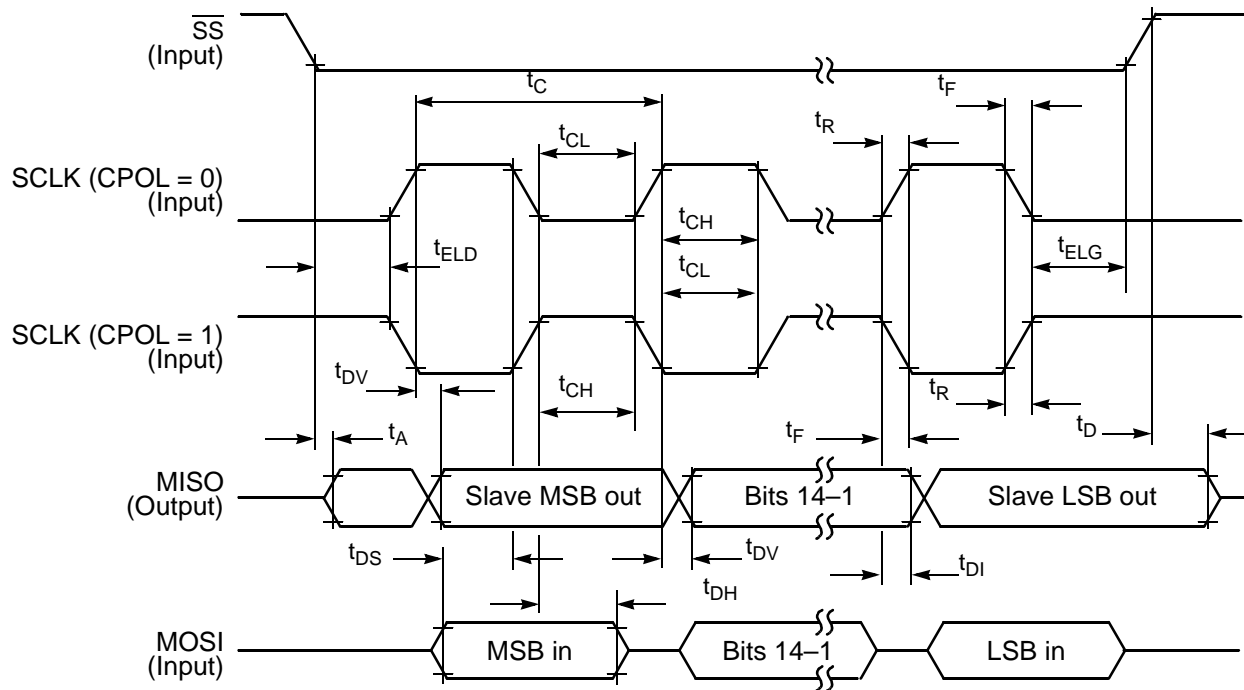 SS
(Input)
tC
tF
tR
tCL
SCLK (CPOL = 0)
(Input)
tCH
tELD
tELG
tCL
SCLK (CPOL = 1)
(Input)
tDV
tCH
tR
tF
tD
tA
MISO
(Output)
Slave MSB out
Bits 14–1
Slave LSB out
tDS
tDV
tDI
tDH
MOSI
(Input)
MSB in
Bits 14–1
LSB in